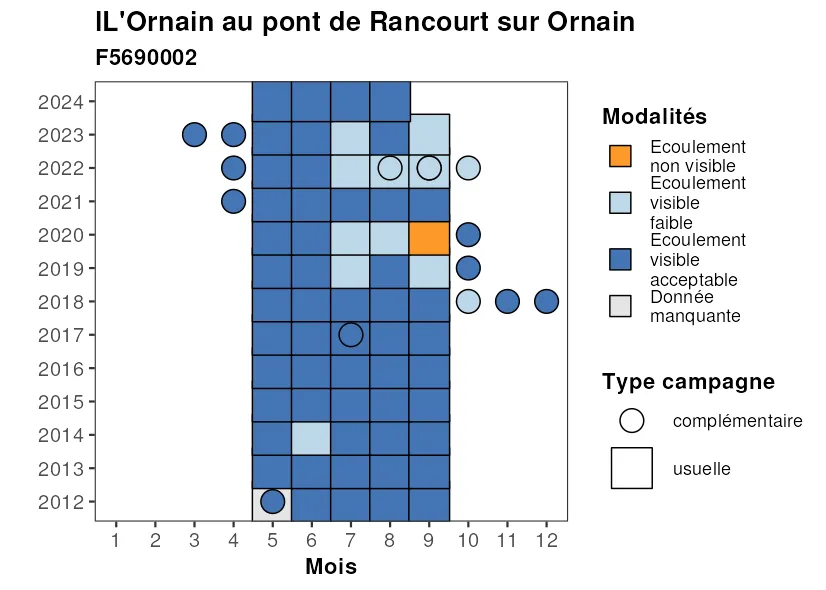 lL'Ornain au pont de Rancourt sur Ornain
F5690002
2024
2023
2022
2021
2020
2019
2018
2017
2016
2015
2014
2013
2012
1 2 3 4 5 6 7 8 9 10 11 12
Mois
Modalités
Ecoulement
non visible
Ecoulement
visible
faible
Ecoulement
visible
acceptable
Donnée
manquante
Type campagne
complémentaire
usuelle